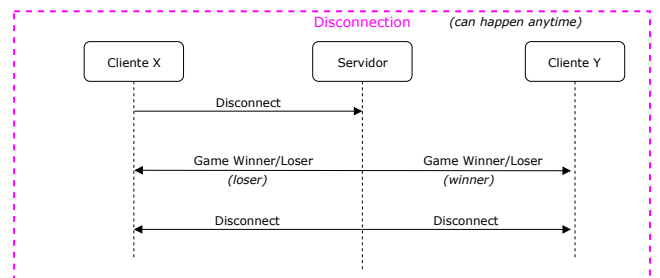 Disconnection (can happen anytime)
Cliente X Servidor Cliente Y
Disconnect
Game Winner/Loser Game Winner/Loser
(loser) (winner)
Disconnect Disconnect